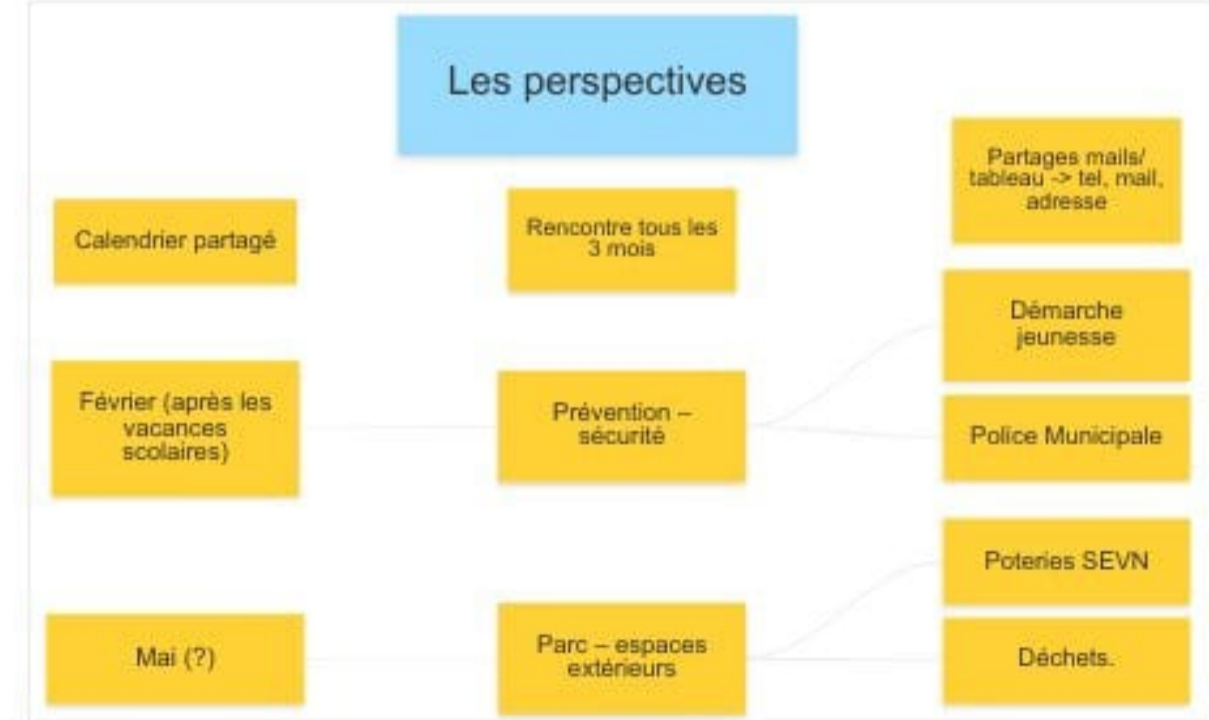 Les perspectives
Partages mails/
tableau -> tel, mail,
adresse
Calendrier partagé
Rencontre tous les
3 mois
Démarche
jeunesse
Février (après les
vacances
scolaires)
Prévention –
sécurité
Police Municipale
Poteries SEVN
Mai (?)
Parc – espaces
extérieurs
Déchets.